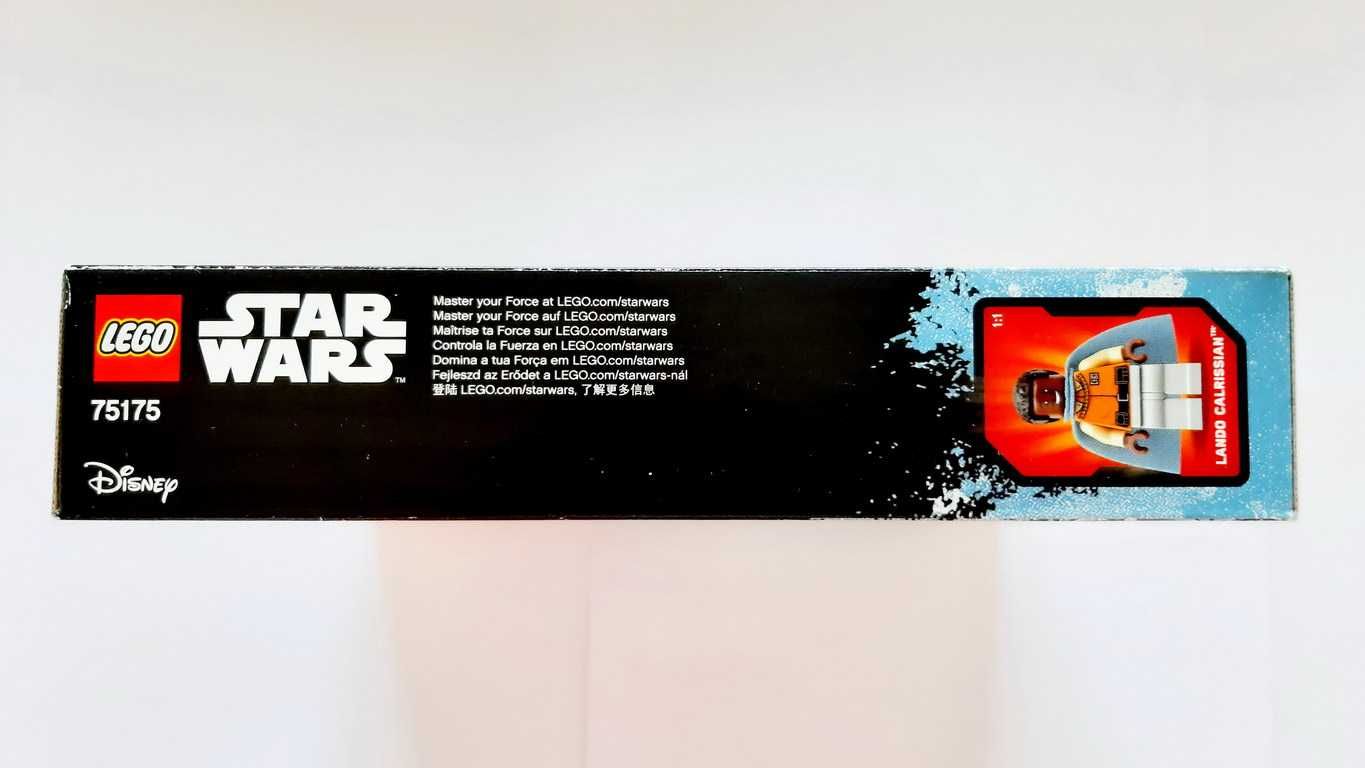 LEGO
STAR
WARS™
75175
Disney
Master your Force at LEGO.com/starwars
Master your Force auf LEGO.com/starwars
Maîtrise ta Force sur LEGO.com/starwars
Controla la Fuerza en LEGO.com/starwars
Domina a tua Força em LEGO.com/starwars
Fejleszd az Erődet a LEGO.com/starwars-nál
登陆 LEGO.com/starwars, 了解更多信息
1:1
LANDO CALRISSIAN™